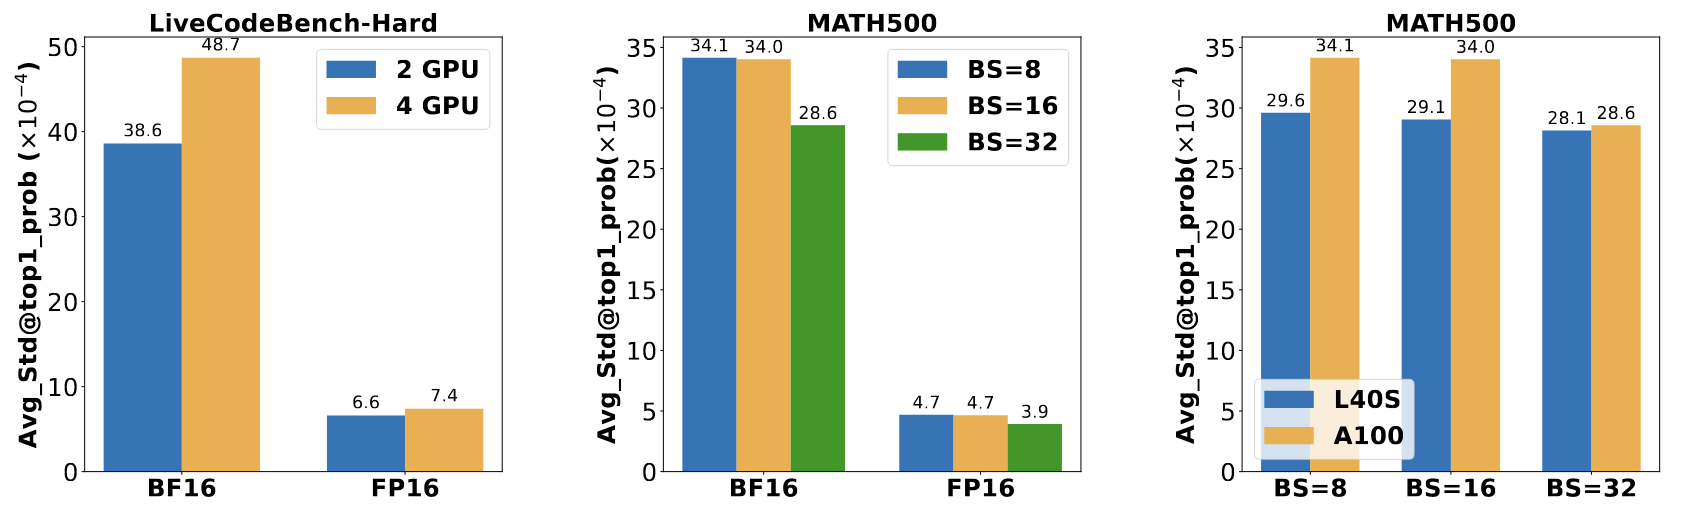 LiveCodeBench-Hard
Avg_Std@top1_prob (×10⁻⁴)
50
40
30
20
10
0
48.7
38.6
6.6
7.4
2 GPU
4 GPU
BF16
FP16
MATH500
Avg_Std@top1_prob(×10⁻⁴)
35
30
25
20
15
10
5
0
34.1
34.0
28.6
4.7
4.7
3.9
BS=8
BS=16
BS=32
BF16
FP16
MATH500
Avg_Std@top1_prob(×10⁻⁴)
35
30
25
20
15
10
5
0
29.6
34.1
29.1
34.0
28.1
28.6
L40S
A100
BS=8
BS=16
BS=32